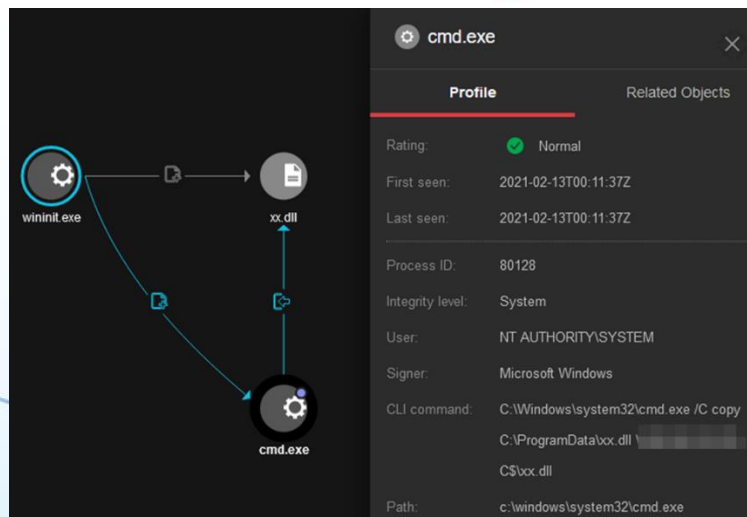 cmd.exe
Profile
Related Objects
Rating:
Normal
First seen:
2021-02-13T00:11:37Z
Last seen:
2021-02-13T00:11:37Z
Process ID:
80128
Integrity level:
System
User:
NT AUTHORITY\SYSTEM
Signer:
Microsoft Windows
CLI command:
C:\Windows\system32\cmd.exe /C copy
C:\ProgramData\xx.dll \
C$\xx.dll
Path:
c:\windows\system32\cmd.exe
wininit.exe
xx.dll
cmd.exe